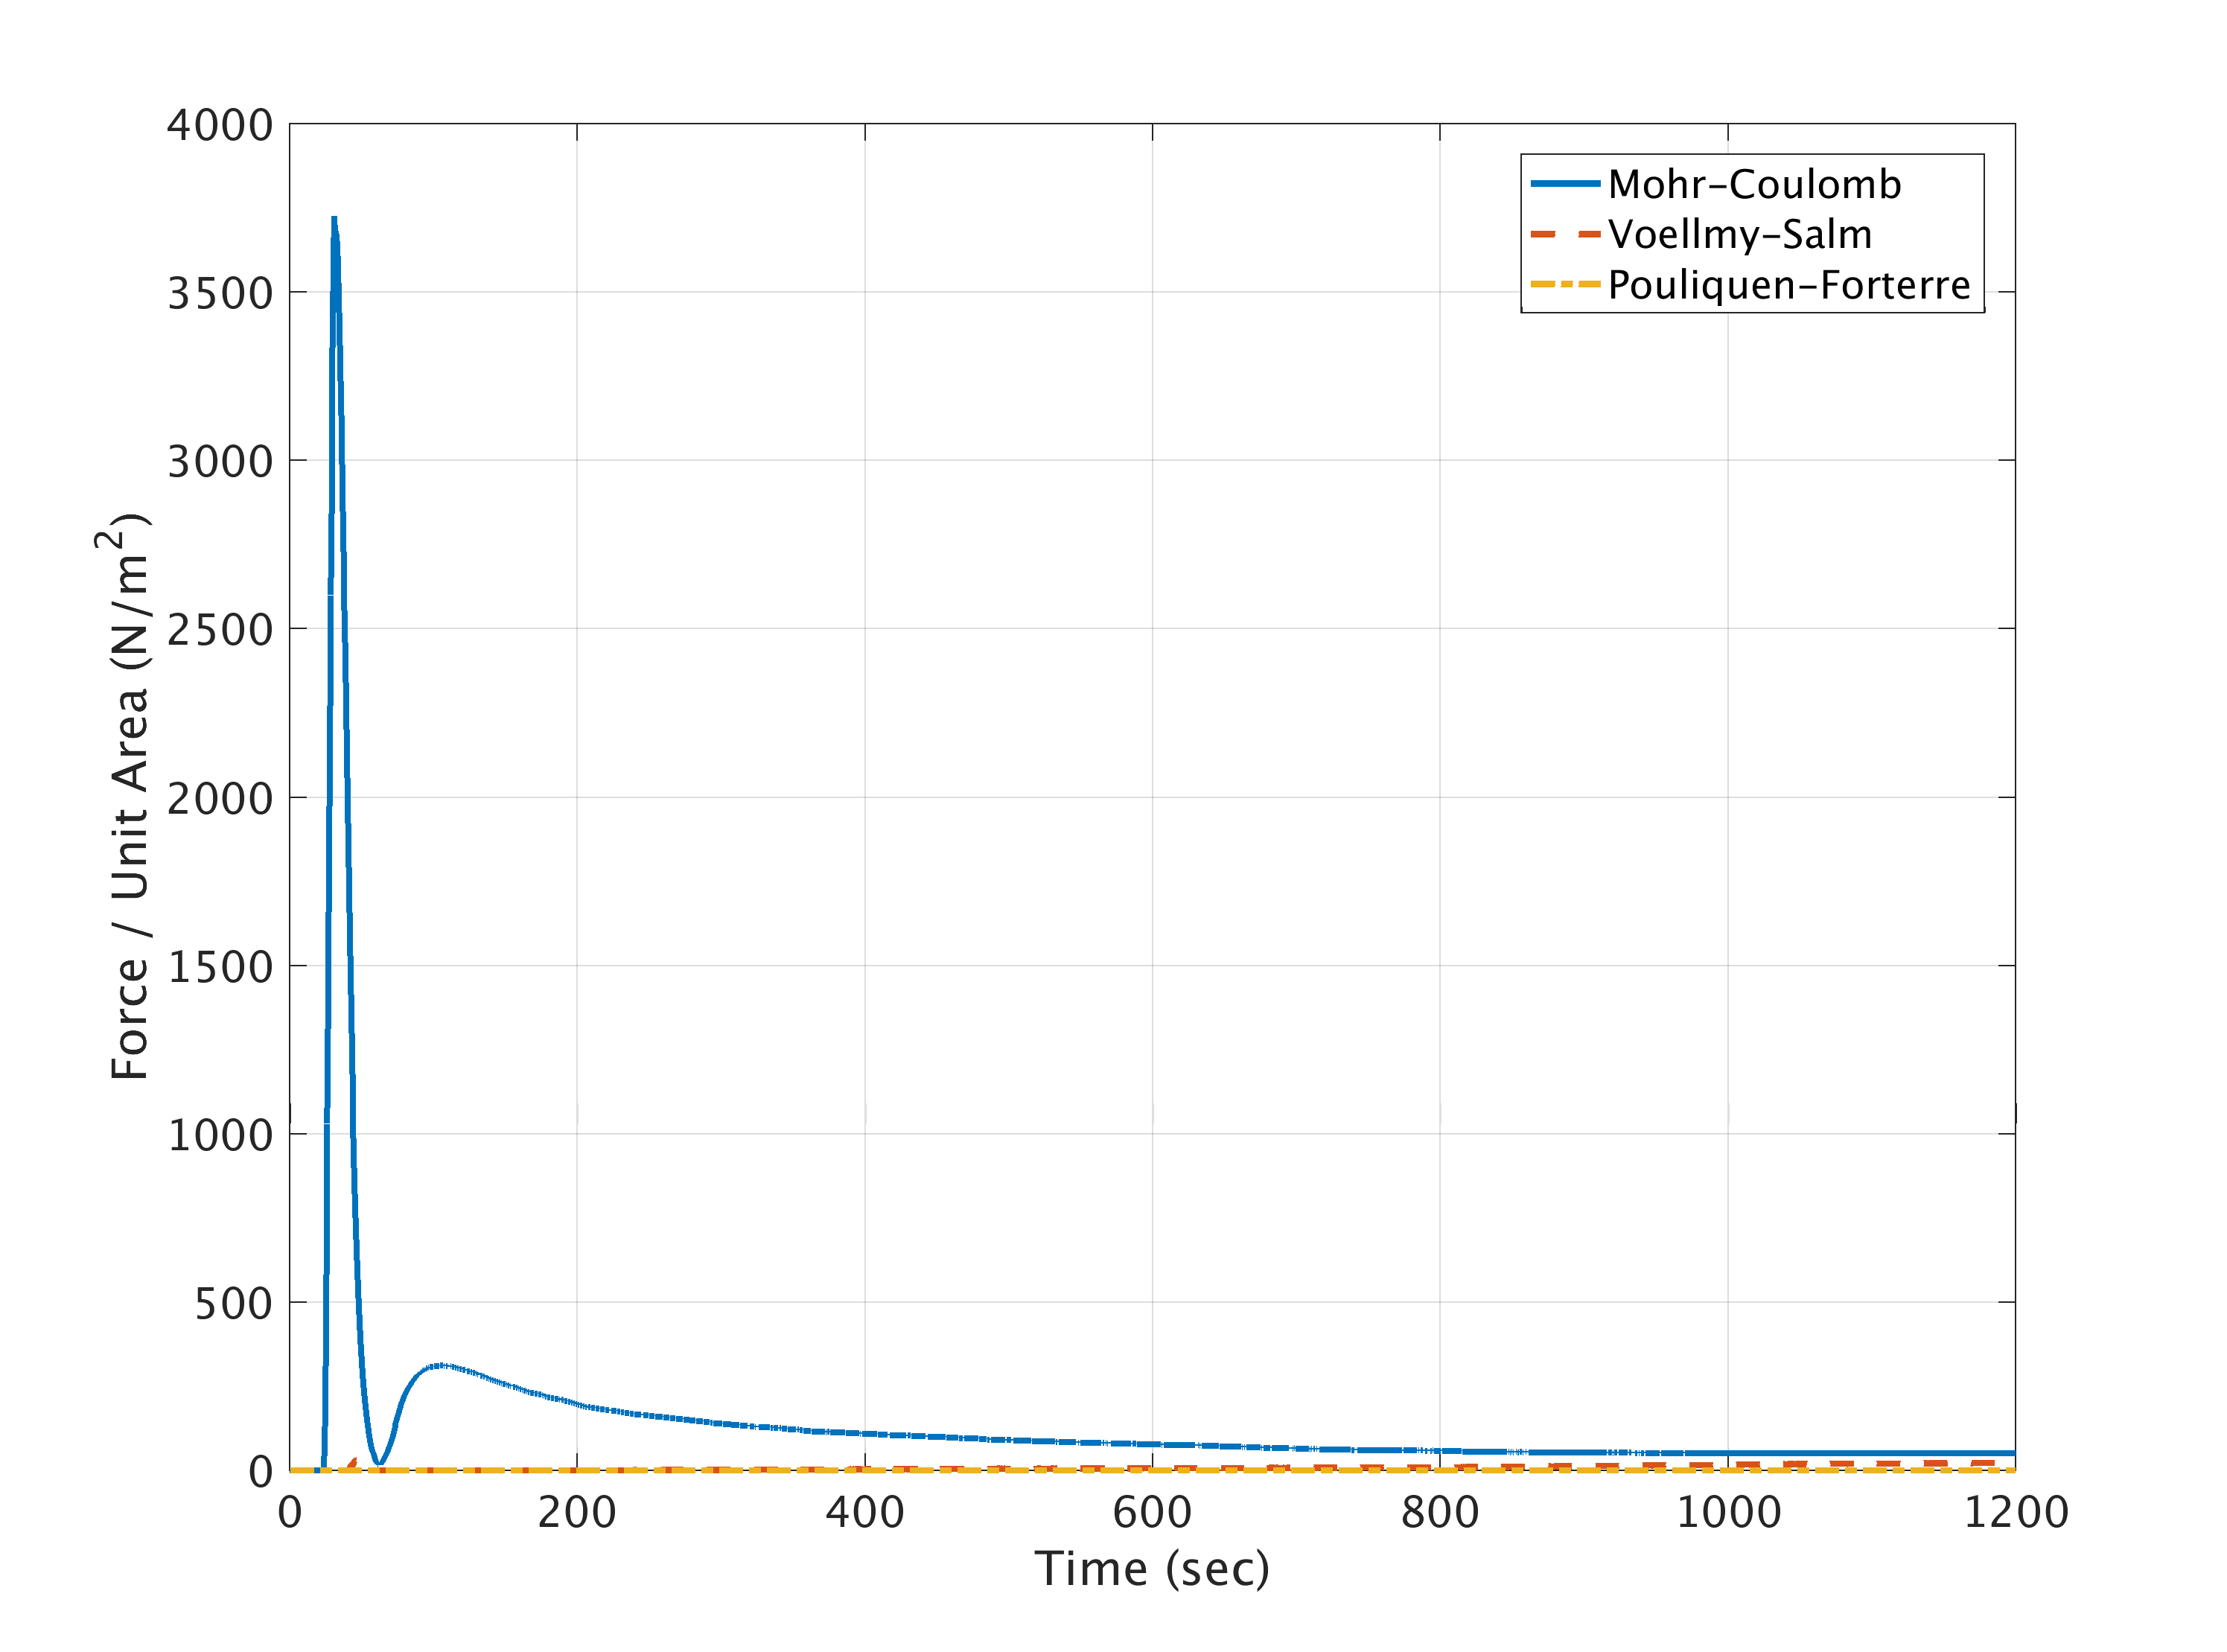 4000
3500
3000
2500
2000
1500
1000
500
0
Force / Unit Area (N/m²)
Mohr–Coulomb
Voellmy–Salm
Pouliquen–Forterre
0 200 400 600 800 1000 1200
Time (sec)